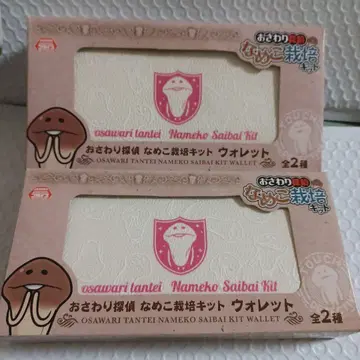 おさわり探偵
なめこ栽培
キット
osawari tantei Nameko Saibai Kit
おさわり探偵 なめこ栽培キット ウォレット
OSAWARI TANTEI NAMEKO SAIBAI KIT WALLET
全2種
おさわり探偵
なめこ栽培
キット
osawari tantei Nameko Saibai Kit
おさわり探偵 なめこ栽培キット ウォレット
OSAWARI TANTEI NAMEKO SAIBAI KIT WALLET
全2種